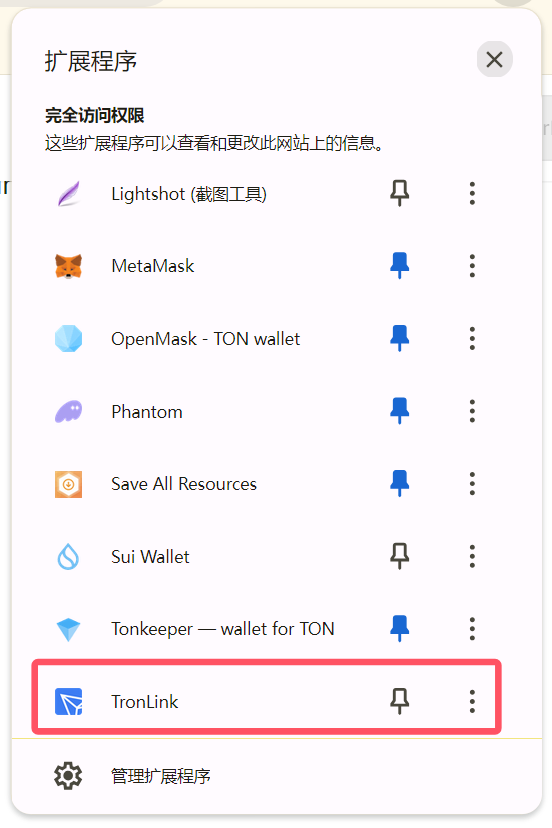 扩展程序
完全访问权限
这些扩展程序可以查看和更改此网站上的信息。
Lightshot (截图工具)
MetaMask
OpenMask - TON wallet
Phantom
Save All Resources
Sui Wallet
Tonkeeper — wallet for TON
TronLink
管理扩展程序